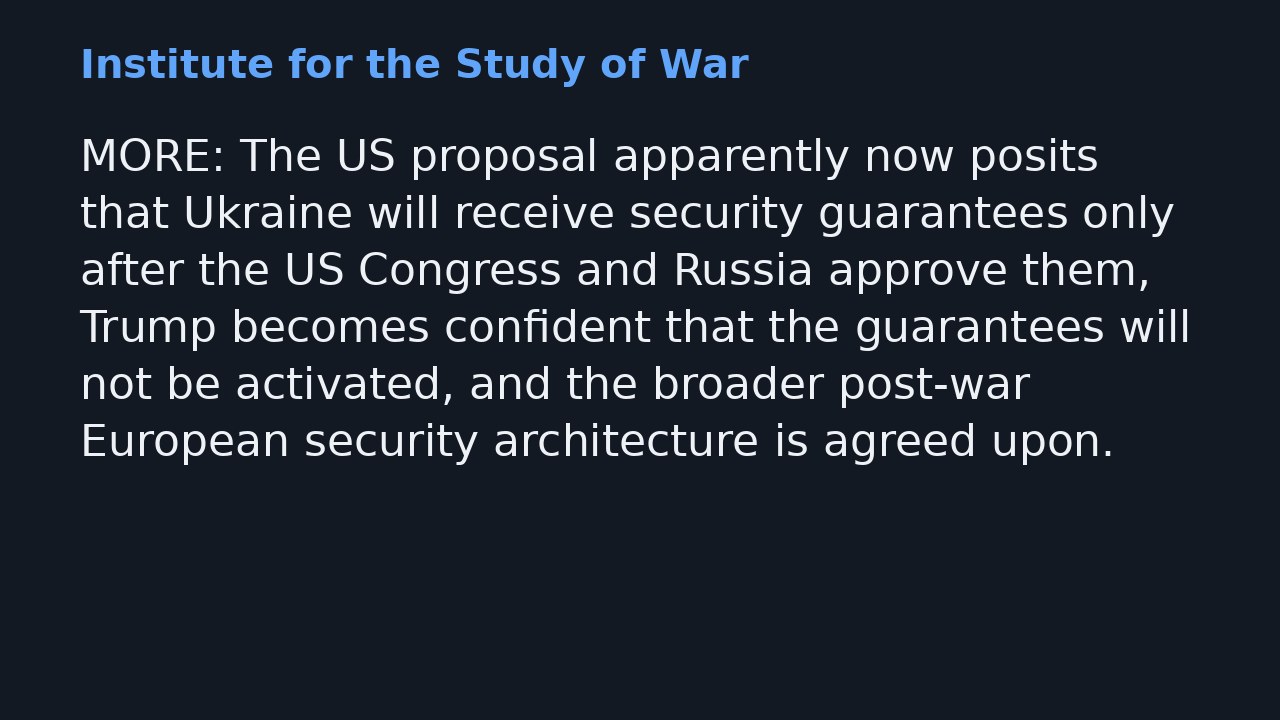 Institute for the Study of War
MORE: The US proposal apparently now posits
that Ukraine will receive security guarantees only
after the US Congress and Russia approve them,
Trump becomes confident that the guarantees will
not be activated, and the broader post-war
European security architecture is agreed upon.